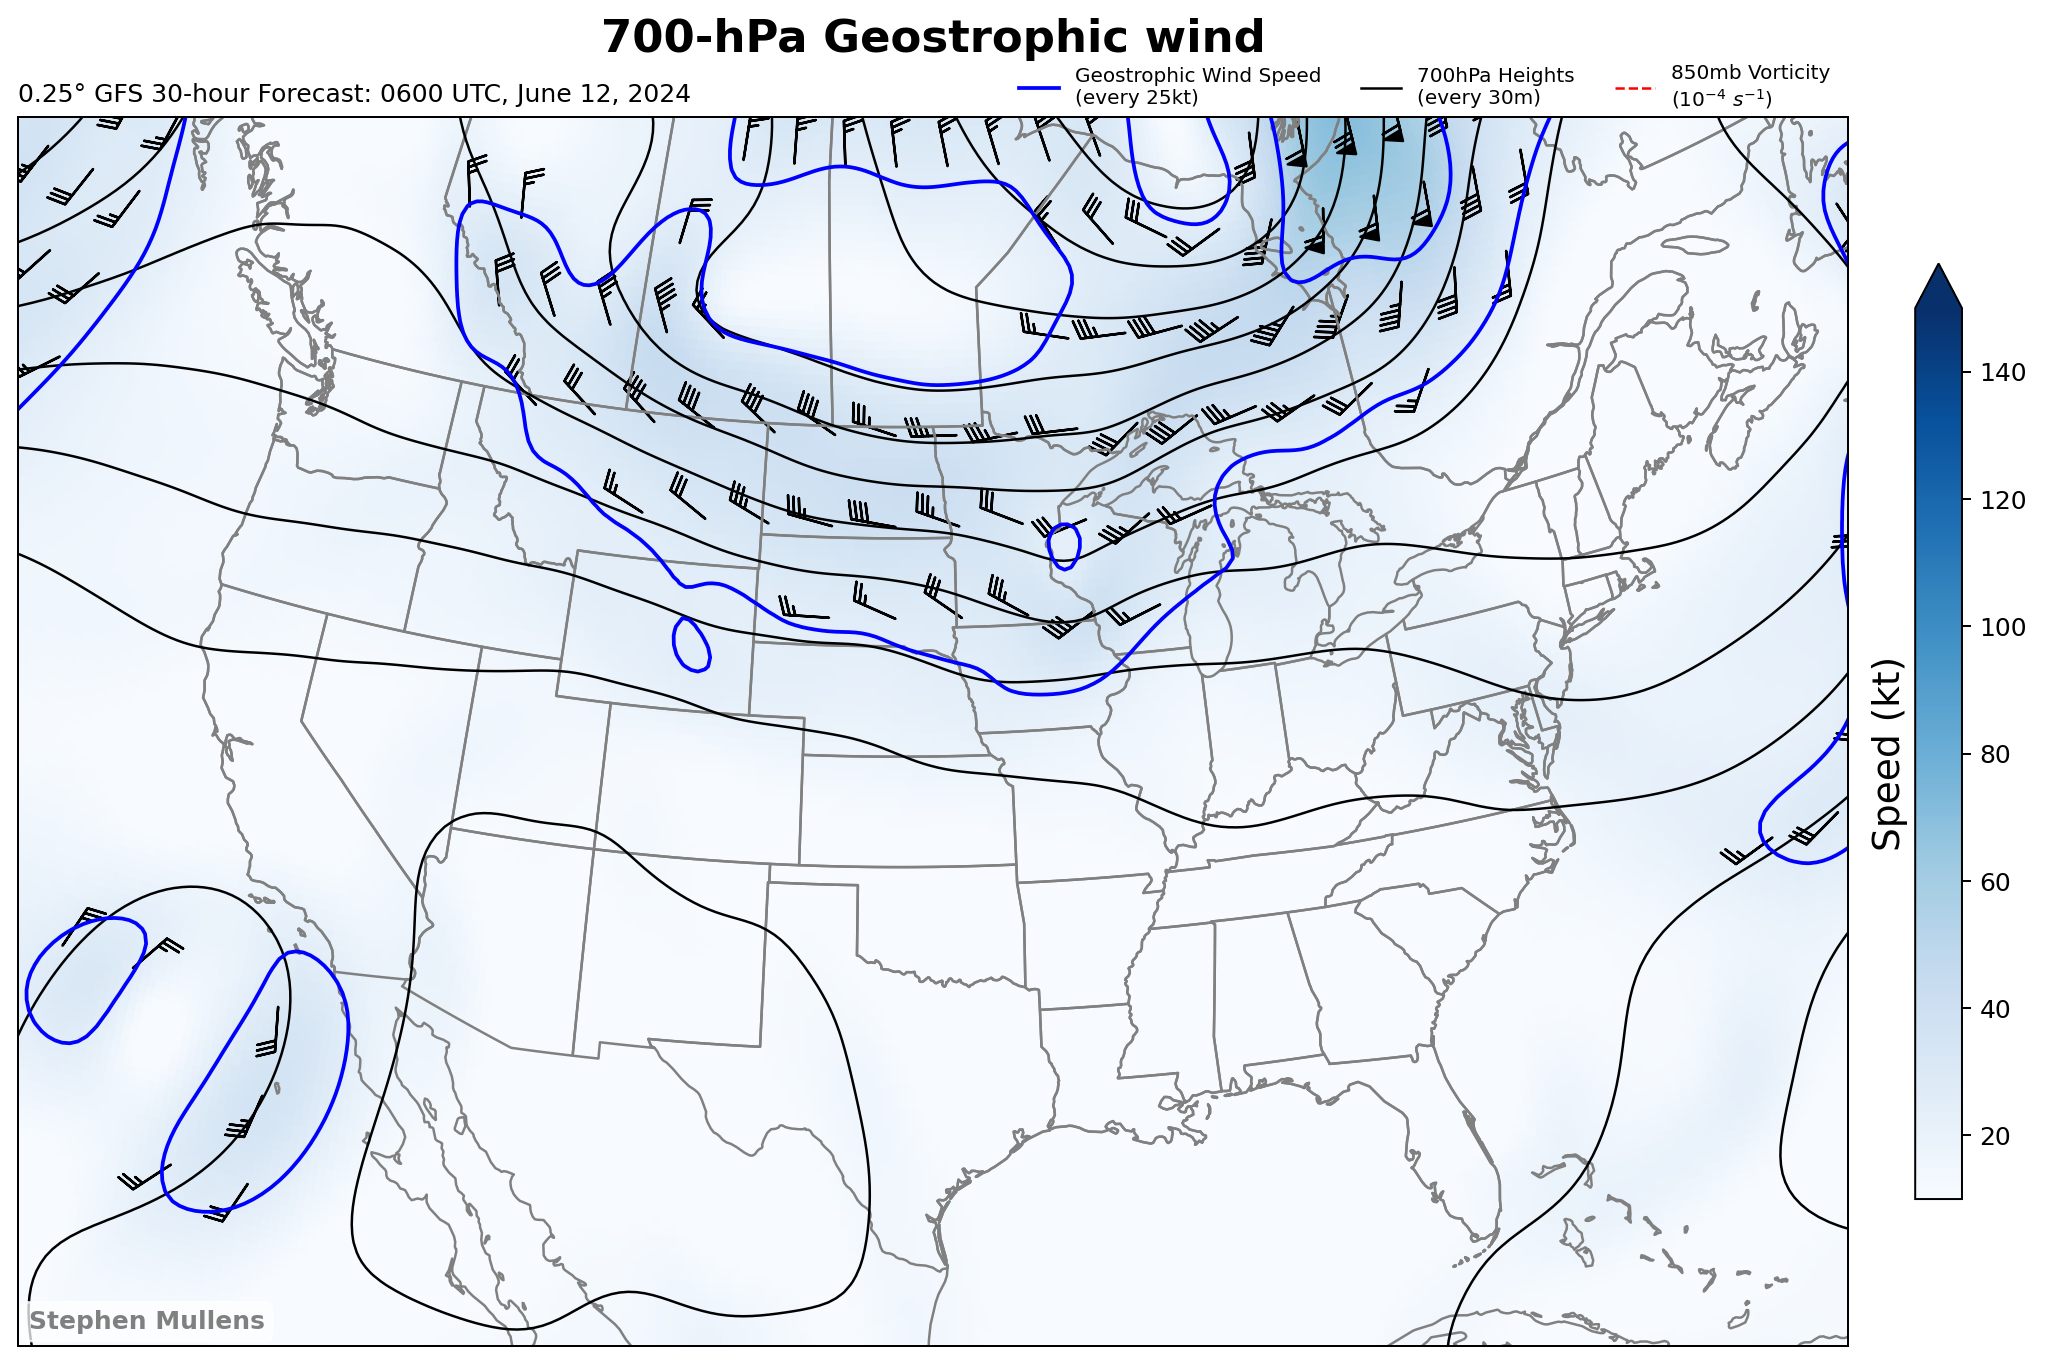 700-hPa Geostrophic wind
0.25° GFS 30-hour Forecast: 0600 UTC, June 12, 2024
Geostrophic Wind Speed
(every 25kt)
700hPa Heights
(every 30m)
850mb Vorticity
(10⁻⁴ s⁻¹)
140
120
100
80
60
40
20
Speed (kt)
Stephen Mullens